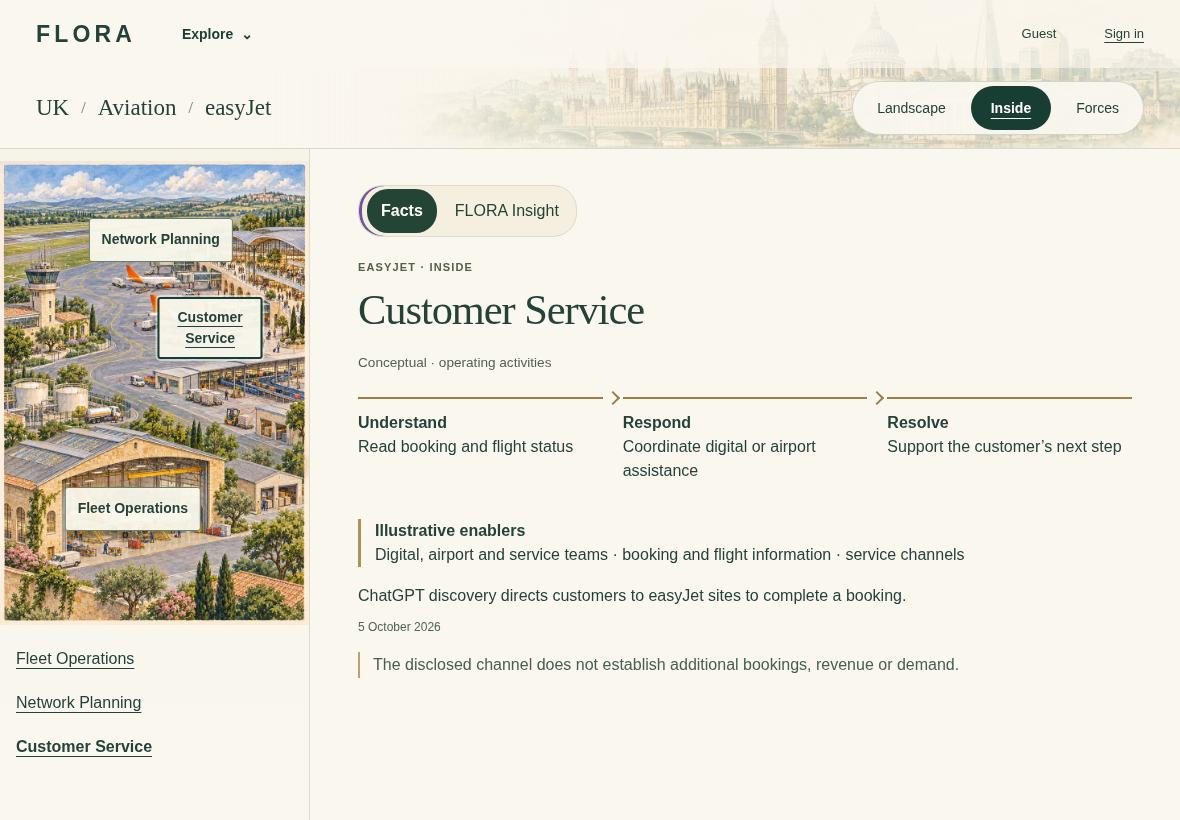 FLORA
Explore
Guest
Sign in
UK / Aviation / easyJet
Landscape
Inside
Forces
Network Planning
Customer
Service
Fleet Operations
Fleet Operations
Network Planning
Customer Service
Facts
FLORA Insight
EASYJET · INSIDE
Customer Service
Conceptual · operating activities
Understand
Read booking and flight status
Respond
Coordinate digital or airport
assistance
Resolve
Support the customer’s next step
Illustrative enablers
Digital, airport and service teams · booking and flight information · service channels
ChatGPT discovery directs customers to easyJet sites to complete a booking.
5 October 2026
The disclosed channel does not establish additional bookings, revenue or demand.